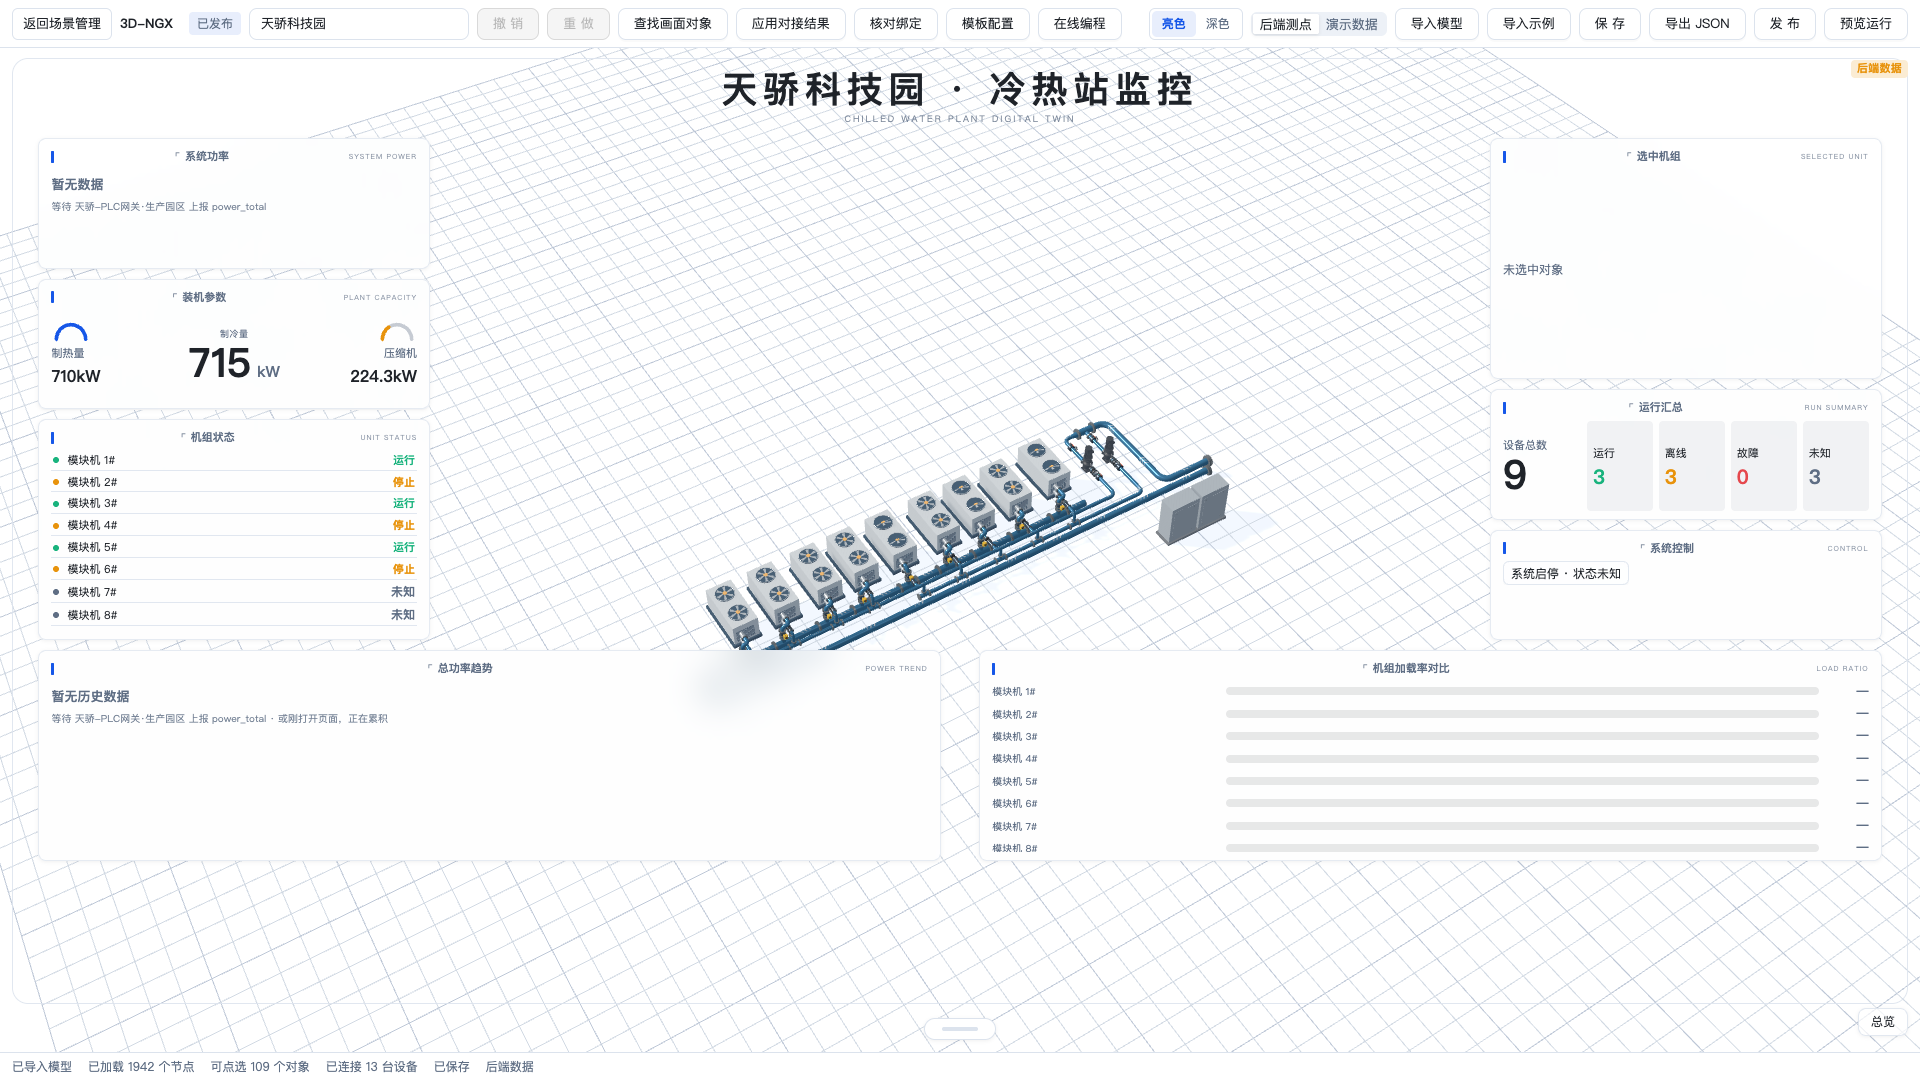 返回场景管理 3D-NGX 已发布 天骄科技园 撤 销 重 做 查找画面对象 应用对接结果 核对绑定 模板配置 在线编程 亮色 深色 后端测点 演示数据 导入模型 导入示例 保 存 导出 JSON 发 布 预览运行
后端数据
天骄科技园 · 冷热站监控
CHILLED WATER PLANT DIGITAL TWIN
系统功率 SYSTEM POWER
暂无数据
等待 天骄-PLC网关·生产园区 上报 power_total
装机参数 PLANT CAPACITY
制热量
710kW
制冷量
715 kW
压缩机
224.3kW
机组状态 UNIT STATUS
模块机 1# 运行
模块机 2# 停止
模块机 3# 运行
模块机 4# 停止
模块机 5# 运行
模块机 6# 停止
模块机 7# 未知
模块机 8# 未知
选中机组 SELECTED UNIT
未选中对象
运行汇总 RUN SUMMARY
设备总数
9
运行
3
离线
3
故障
0
未知
3
系统控制 CONTROL
系统启停 · 状态未知
总功率趋势 POWER TREND
暂无历史数据
等待 天骄-PLC网关·生产园区 上报 power_total · 或刚打开页面，正在累积
机组加载率对比 LOAD RATIO
模块机 1# —
模块机 2# —
模块机 3# —
模块机 4# —
模块机 5# —
模块机 6# —
模块机 7# —
模块机 8# —
总览
已导入模型 已加载 1942 个节点 可点选 109 个对象 已连接 13 台设备 已保存 后端数据